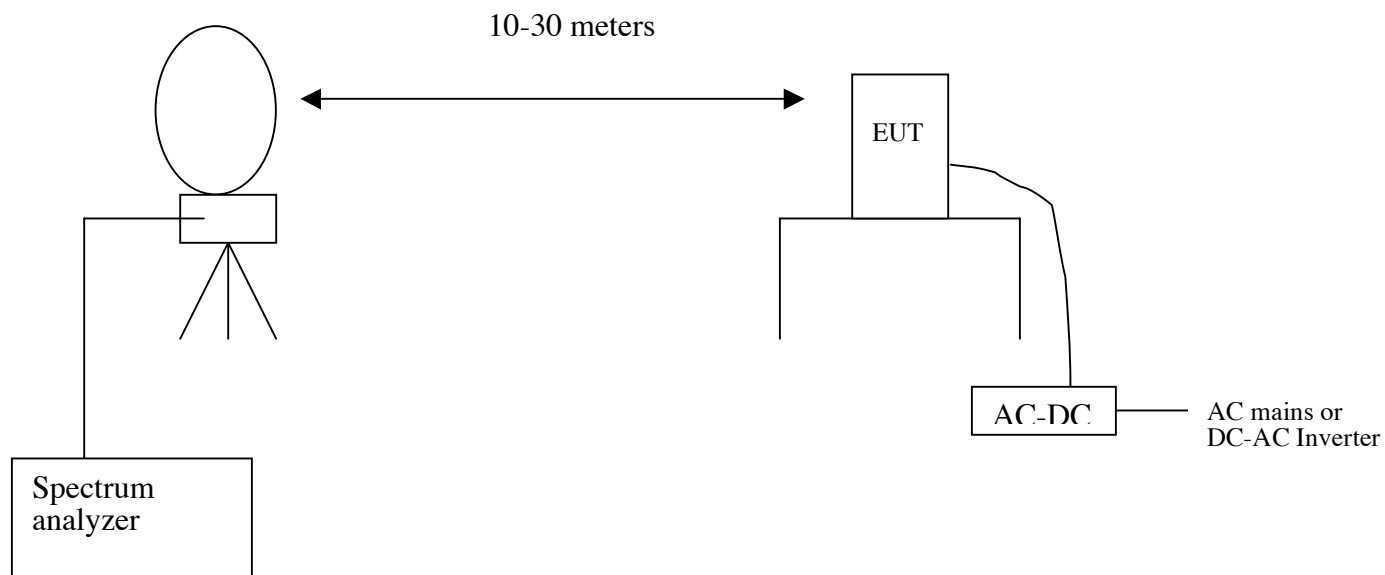 10-30 meters
EUT
AC-DC
AC mains or
DC-AC Inverter
Spectrum
analyzer